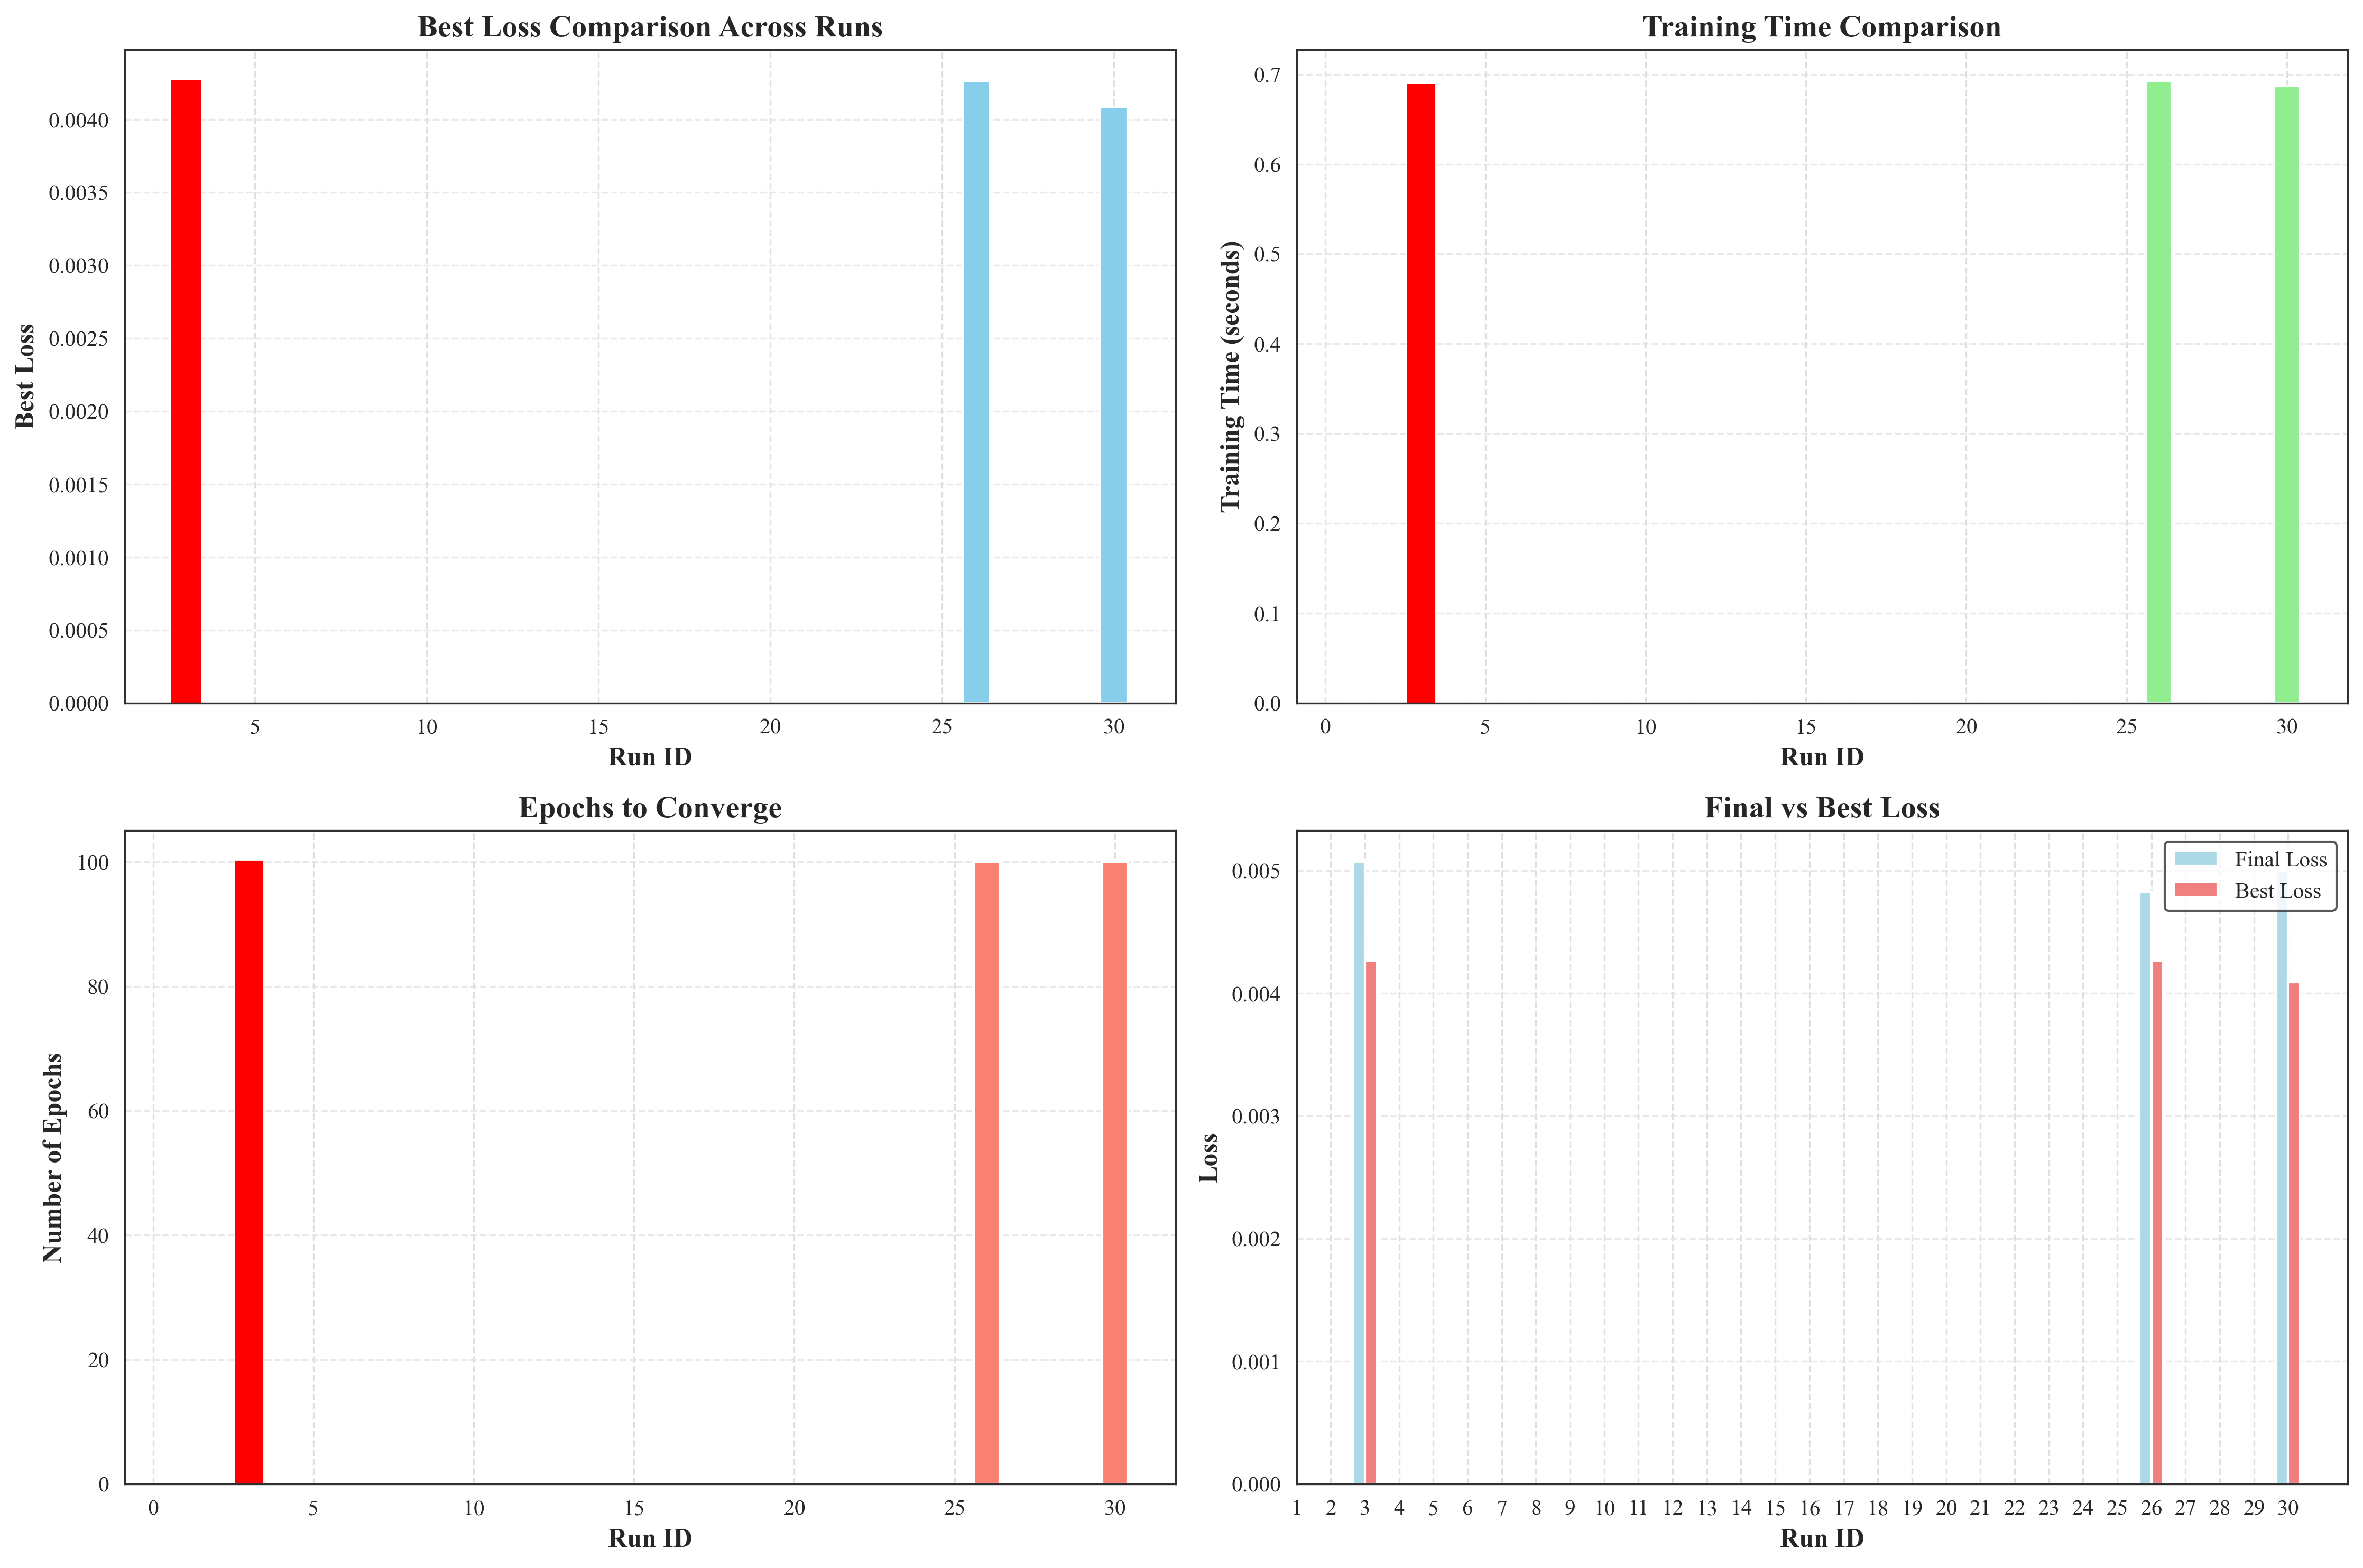 Best Loss Comparison Across Runs
Best Loss
0.0040
0.0035
0.0030
0.0025
0.0020
0.0015
0.0010
0.0005
0.0000
5 10 15 20 25 30
Run ID
Training Time Comparison
Training Time (seconds)
0.7
0.6
0.5
0.4
0.3
0.2
0.1
0.0
0 5 10 15 20 25 30
Run ID
Epochs to Converge
Number of Epochs
100
80
60
40
20
0
0 5 10 15 20 25 30
Run ID
Final vs Best Loss
Final Loss
Best Loss
Loss
0.005
0.004
0.003
0.002
0.001
0.000
1 2 3 4 5 6 7 8 9 10 11 12 13 14 15 16 17 18 19 20 21 22 23 24 25 26 27 28 29 30
Run ID